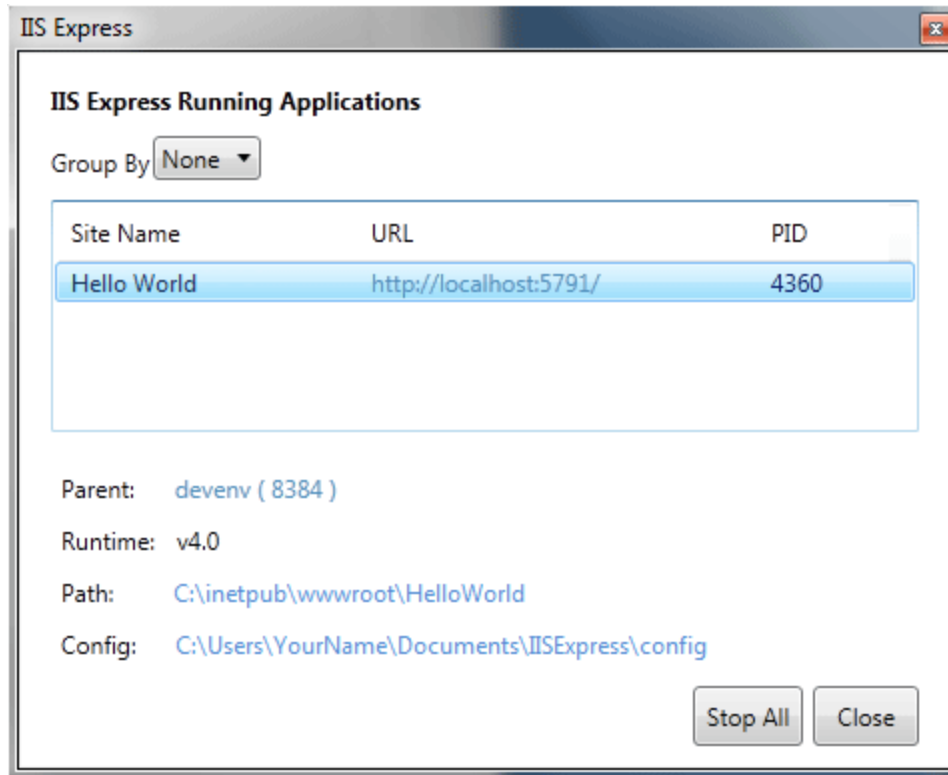 IIS Express
IIS Express Running Applications
Group By None
Site Name URL PID
Hello World http://localhost:5791/ 4360
Parent: devenv ( 8384 )
Runtime: v4.0
Path: C:\inetpub\wwwroot\HelloWorld
Config: C:\Users\YourName\Documents\IISExpress\config
Stop All Close